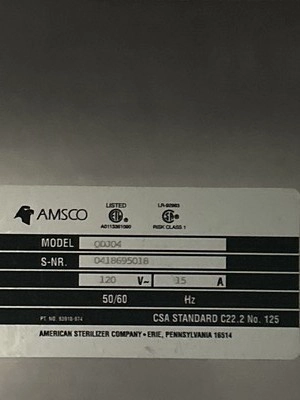 AMSCO
LISTED
RISK CLASS 1
MODEL QDJ04
S-NR. 0418695018
120 V~ 15 A
50/60 Hz
CSA STANDARD C22.2 No. 125
AMERICAN STERILIZER COMPANY • ERIE, PENNSYLVANIA 16514